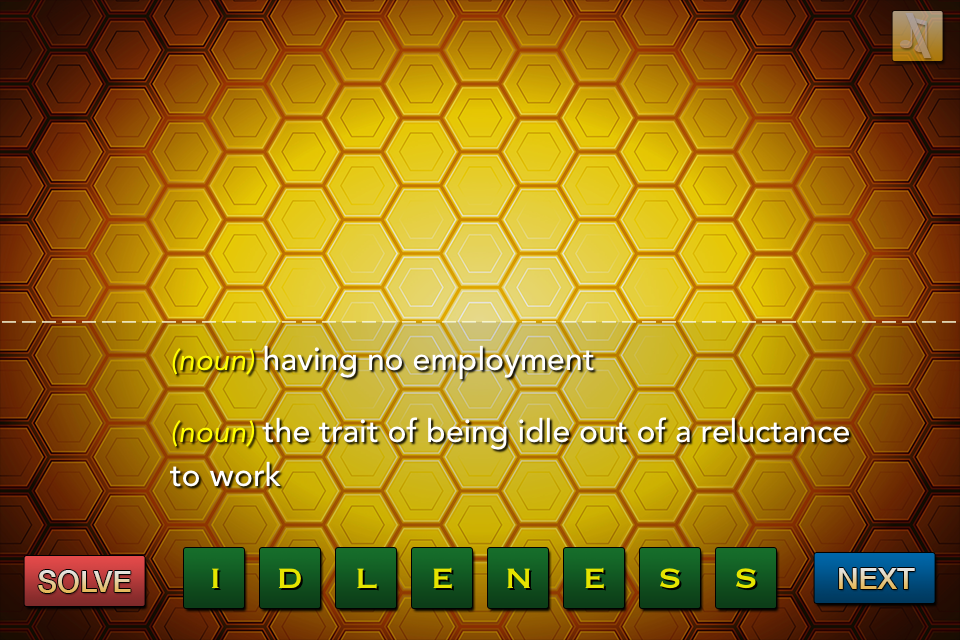 (noun) having no employment
(noun) the trait of being idle out of a reluctance
to work
SOLVE I D L E N E S S NEXT